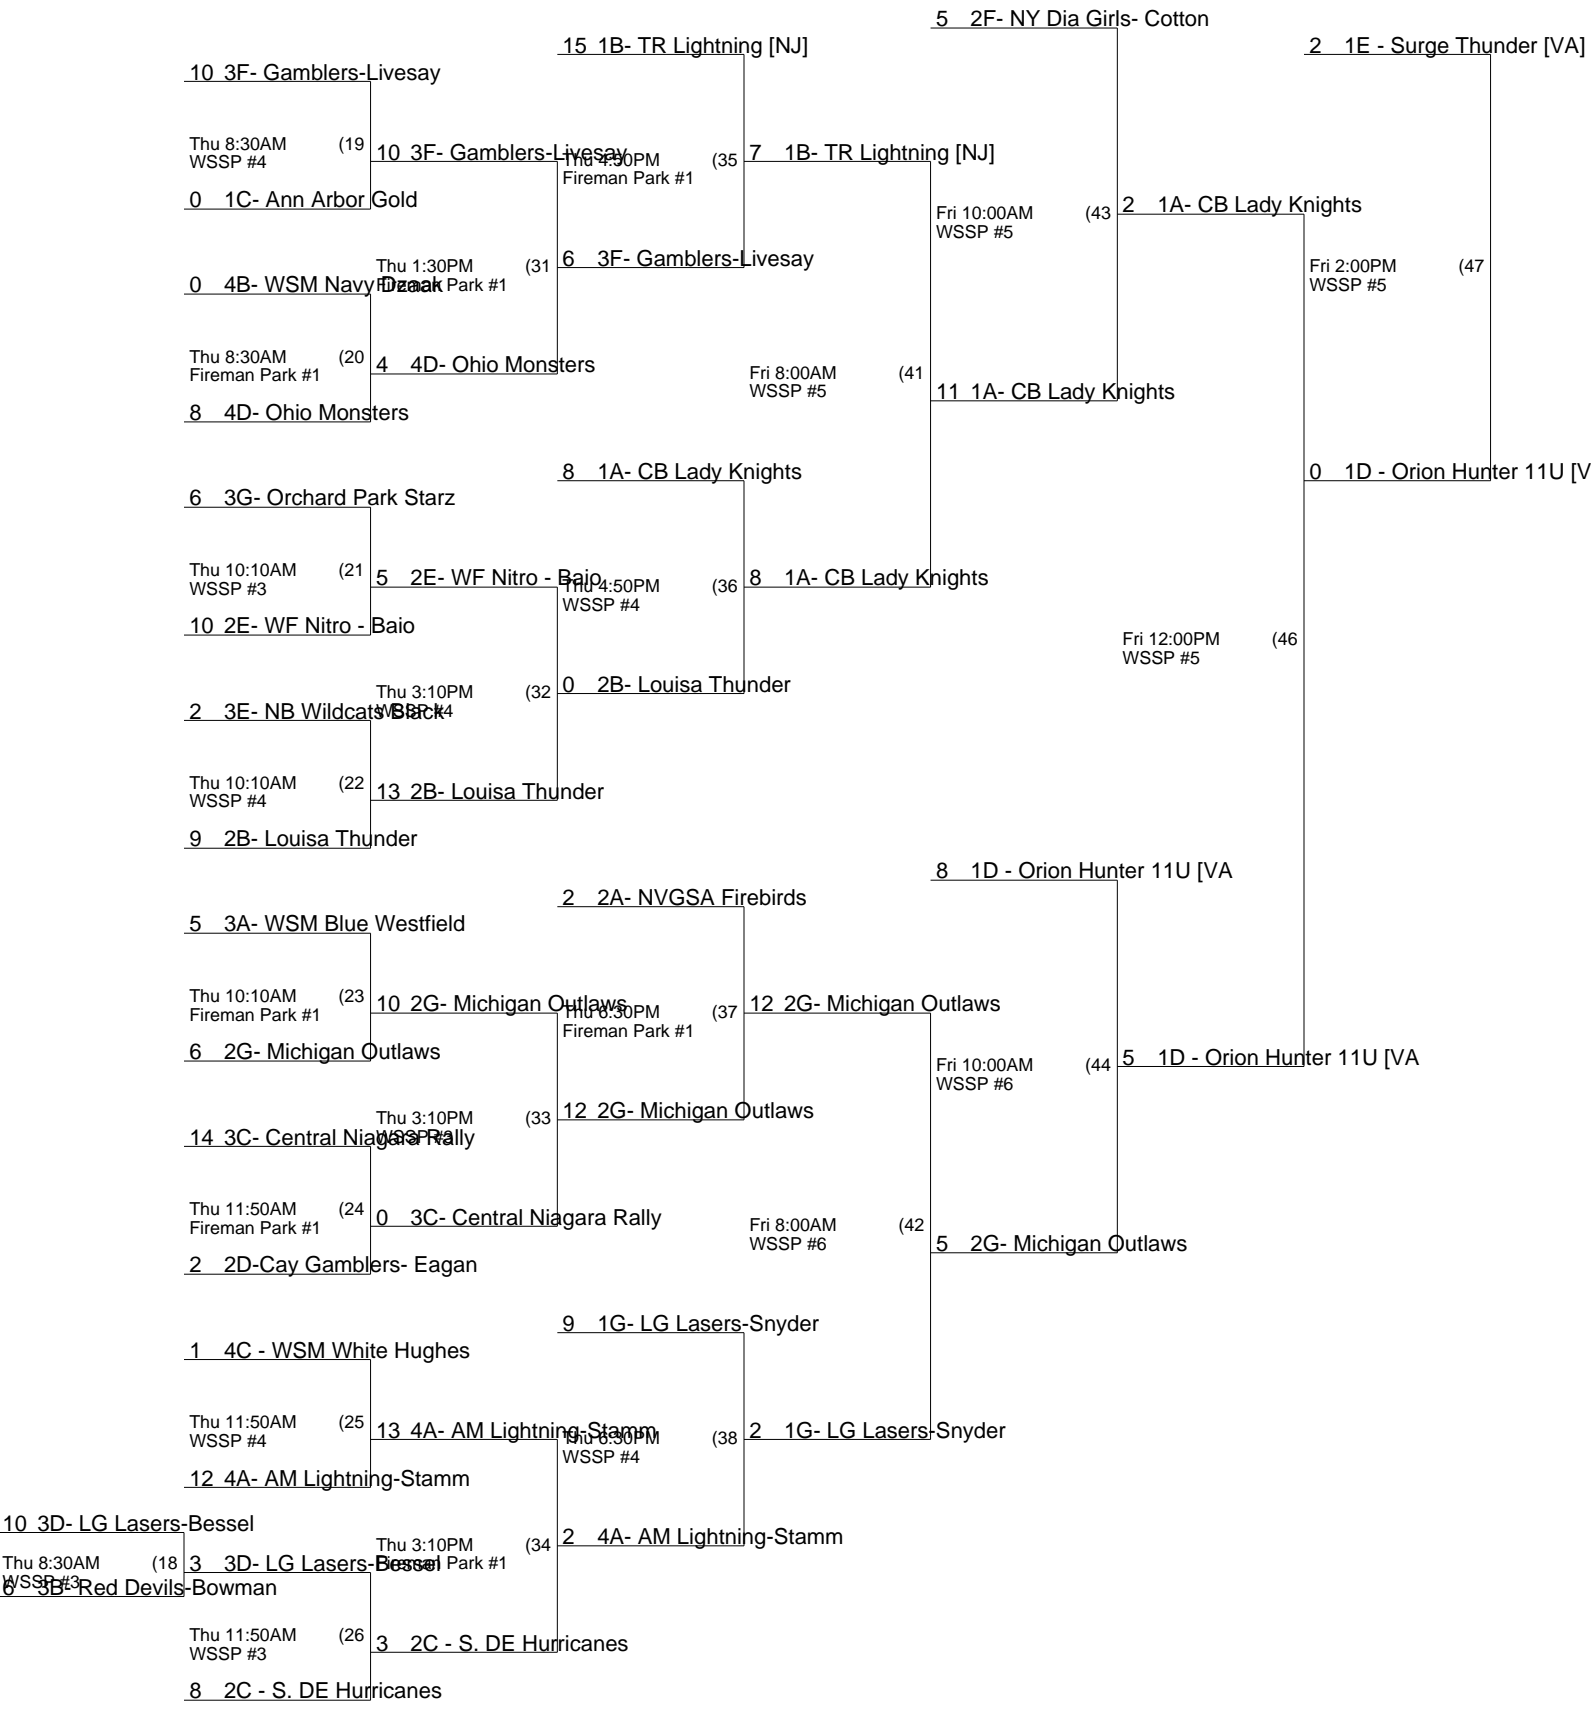 5 2F- NY Dia Girls- Cotton
15 1B- TR Lightning [NJ]
2 1E - Surge Thunder [VA]
10 3F- Gamblers-Livesay
Thu 8:30AM (19
WSSP #4
10 3F- Gamblers-Livesay
Thu 4:50PM (35
Fireman Park #1
7 1B- TR Lightning [NJ]
0 1C- Ann Arbor Gold
Fri 10:00AM (43
WSSP #5
2 1A- CB Lady Knights
Thu 1:30PM (31
Fireman Park #1
6 3F- Gamblers-Livesay
Fri 2:00PM (47
WSSP #5
0 4B- WSM Navy Dzaak
Thu 8:30AM (20
Fireman Park #1
4 4D- Ohio Monsters
Fri 8:00AM (41
WSSP #5
11 1A- CB Lady Knights
8 4D- Ohio Monsters
8 1A- CB Lady Knights
0 1D - Orion Hunter 11U [V
6 3G- Orchard Park Starz
Thu 10:10AM (21
WSSP #3
5 2E- WF Nitro - Baio
Thu 4:50PM (36
WSSP #4
8 1A- CB Lady Knights
10 2E- WF Nitro - Baio
Fri 12:00PM (46
WSSP #5
Thu 3:10PM (32
WSSP #4
0 2B- Louisa Thunder
2 3E- NB Wildcats Black
Thu 10:10AM (22
WSSP #4
13 2B- Louisa Thunder
9 2B- Louisa Thunder
8 1D - Orion Hunter 11U [VA
2 2A- NVGSA Firebirds
5 3A- WSM Blue Westfield
Thu 10:10AM (23
Fireman Park #1
10 2G- Michigan Outlaws
Thu 6:30PM (37
Fireman Park #1
12 2G- Michigan Outlaws
6 2G- Michigan Outlaws
Fri 10:00AM (44
WSSP #6
5 1D - Orion Hunter 11U [VA
Thu 3:10PM (33
WSSP #3
12 2G- Michigan Outlaws
14 3C- Central Niagara Rally
Thu 11:50AM (24
Fireman Park #1
0 3C- Central Niagara Rally
Fri 8:00AM (42
WSSP #6
5 2G- Michigan Outlaws
2 2D-Cay Gamblers- Eagan
9 1G- LG Lasers-Snyder
1 4C - WSM White Hughes
Thu 11:50AM (25
WSSP #4
13 4A- AM Lightning-Stamm
Thu 6:30PM (38
WSSP #4
2 1G- LG Lasers-Snyder
12 4A- AM Lightning-Stamm
10 3D- LG Lasers-Bessel
Thu 3:10PM (34
Fireman Park #1
2 4A- AM Lightning-Stamm
Thu 8:30AM (18
WSSP #3
3 3D- LG Lasers-Bessel
6 3B- Red Devils-Bowman
Thu 11:50AM (26
WSSP #3
3 2C - S. DE Hurricanes
8 2C - S. DE Hurricanes